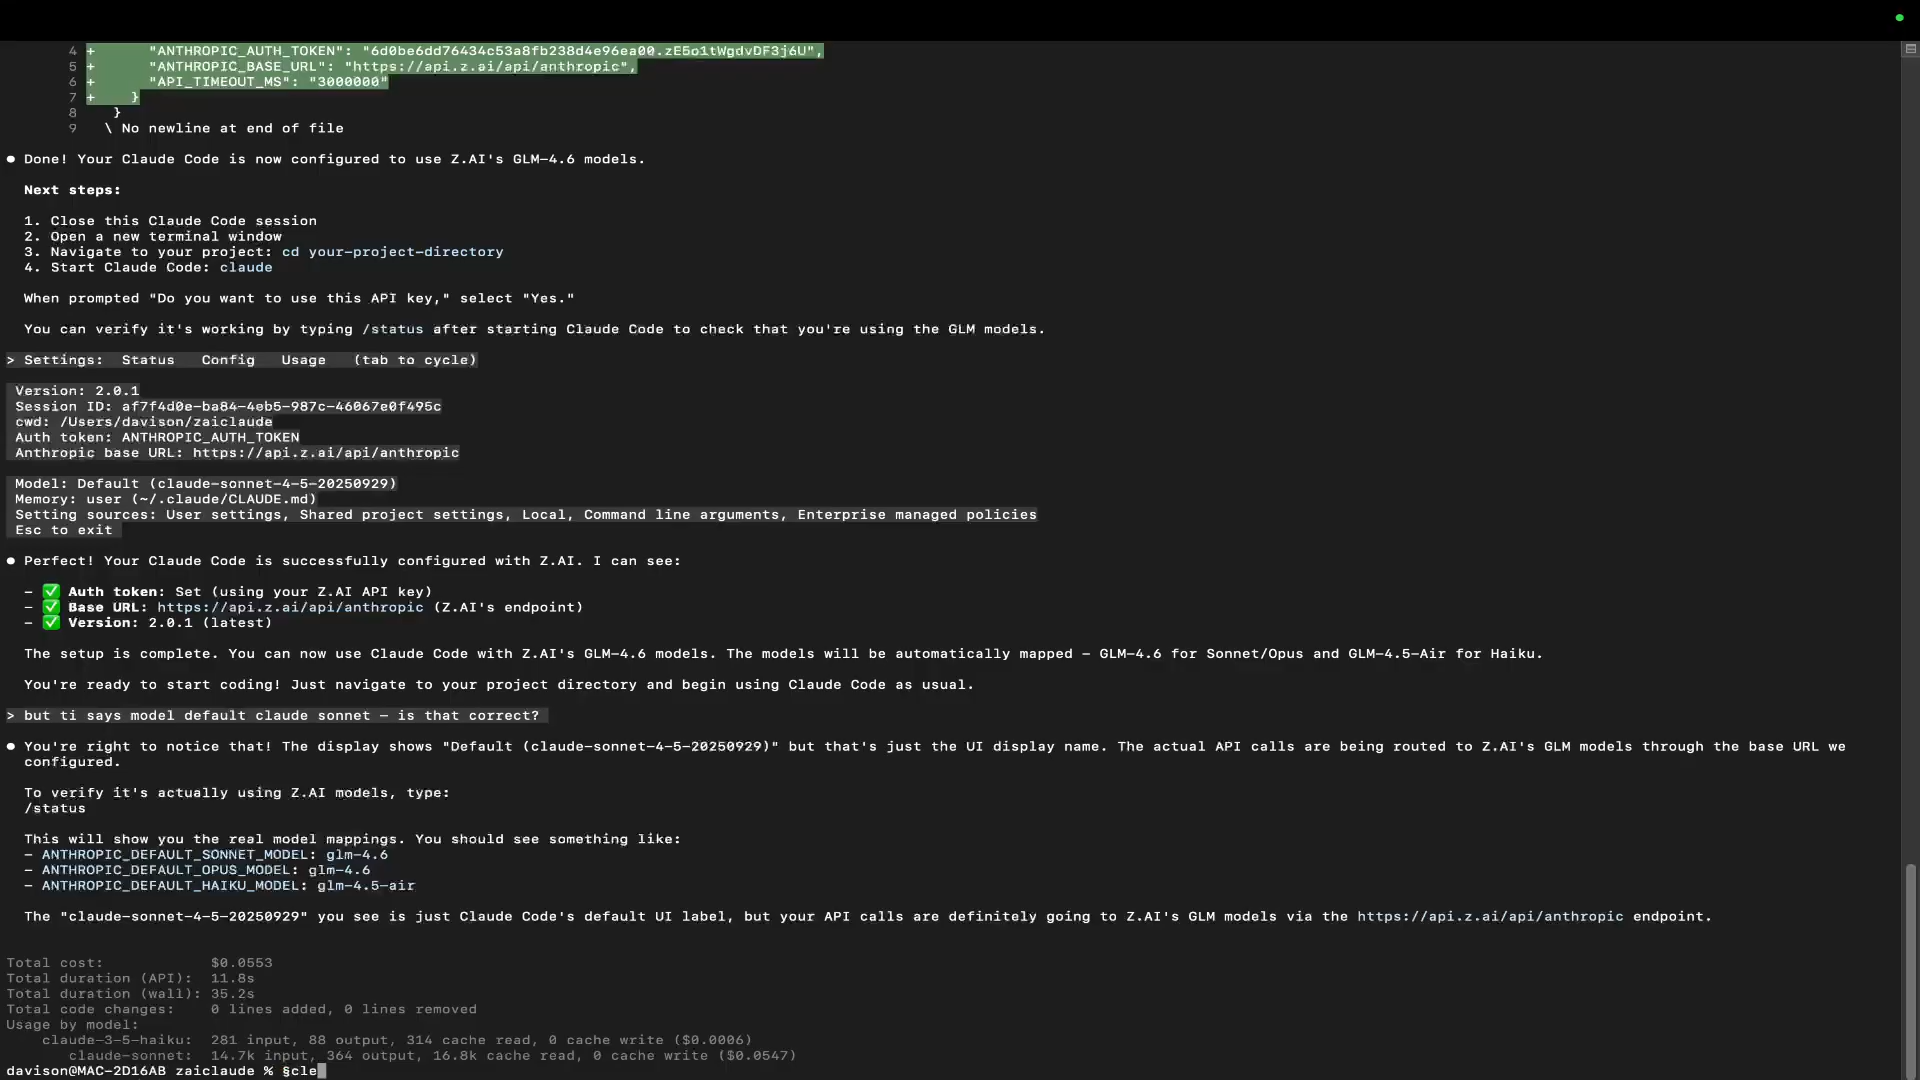 4 + "ANTHROPIC_AUTH_TOKEN": "6d0be6dd76434c53a8fb238d4e96ea00.zE5o1tWgdvDF3j6U",
5 + "ANTHROPIC_BASE_URL": "https://api.z.ai/api/anthropic",
6 + "API_TIMEOUT_MS": "3000000"
7 + }
8 }
9 \ No newline at end of file
● Done! Your Claude Code is now configured to use Z.AI's GLM-4.6 models.
Next steps:
1. Close this Claude Code session
2. Open a new terminal window
3. Navigate to your project: cd your-project-directory
4. Start Claude Code: claude
When prompted "Do you want to use this API key," select "Yes."
You can verify it's working by typing /status after starting Claude Code to check that you're using the GLM models.
> Settings: Status Config Usage (tab to cycle)
Version: 2.0.1
Session ID: af7f4d0e-ba84-4eb5-987c-46067e0f495c
cwd: /Users/davison/zaiclaude
Auth token: ANTHROPIC_AUTH_TOKEN
Anthropic base URL: https://api.z.ai/api/anthropic
Model: Default (claude-sonnet-4-5-20250929)
Memory: user (~/.claude/CLAUDE.md)
Setting sources: User settings, Shared project settings, Local, Command line arguments, Enterprise managed policies
Esc to exit
● Perfect! Your Claude Code is successfully configured with Z.AI. I can see:
- ✅ Auth token: Set (using your Z.AI API key)
- ✅ Base URL: https://api.z.ai/api/anthropic (Z.AI's endpoint)
- ✅ Version: 2.0.1 (latest)
The setup is complete. You can now use Claude Code with Z.AI's GLM-4.6 models. The models will be automatically mapped - GLM-4.6 for Sonnet/Opus and GLM-4.5-Air for Haiku.
You're ready to start coding! Just navigate to your project directory and begin using Claude Code as usual.
> but ti says model default claude sonnet - is that correct?
● You're right to notice that! The display shows "Default (claude-sonnet-4-5-20250929)" but that's just the UI display name. The actual API calls are being routed to Z.AI's GLM models through the base URL we
configured.
To verify it's actually using Z.AI models, type:
/status
This will show you the real model mappings. You should see something like:
- ANTHROPIC_DEFAULT_SONNET_MODEL: glm-4.6
- ANTHROPIC_DEFAULT_OPUS_MODEL: glm-4.6
- ANTHROPIC_DEFAULT_HAIKU_MODEL: glm-4.5-air
The "claude-sonnet-4-5-20250929" you see is just Claude Code's default UI label, but your API calls are definitely going to Z.AI's GLM models via the https://api.z.ai/api/anthropic endpoint.
Total cost: $0.0553
Total duration (API): 11.8s
Total duration (wall): 35.2s
Total code changes: 0 lines added, 0 lines removed
Usage by model:
claude-3-5-haiku: 281 input, 88 output, 314 cache read, 0 cache write ($0.0006)
claude-sonnet: 14.7k input, 364 output, 16.8k cache read, 0 cache write ($0.0547)
davison@MAC-2D16AB zaiclaude % §cle